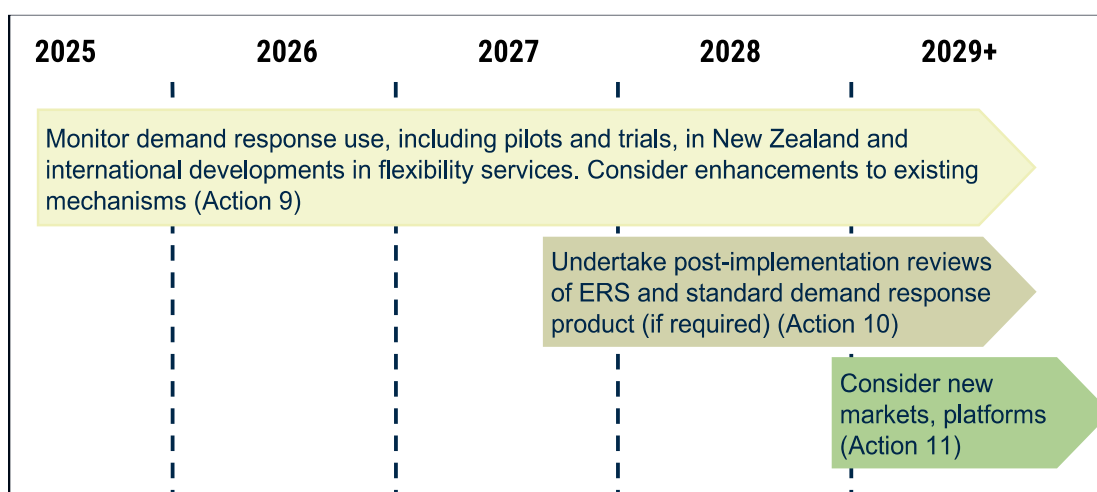 2025 2026 2027 2028 2029+
Monitor demand response use, including pilots and trials, in New Zealand and
international developments in flexibility services. Consider enhancements to existing
mechanisms (Action 9)
Undertake post-implementation reviews
of ERS and standard demand response
product (if required) (Action 10)
Consider new
markets, platforms
(Action 11)